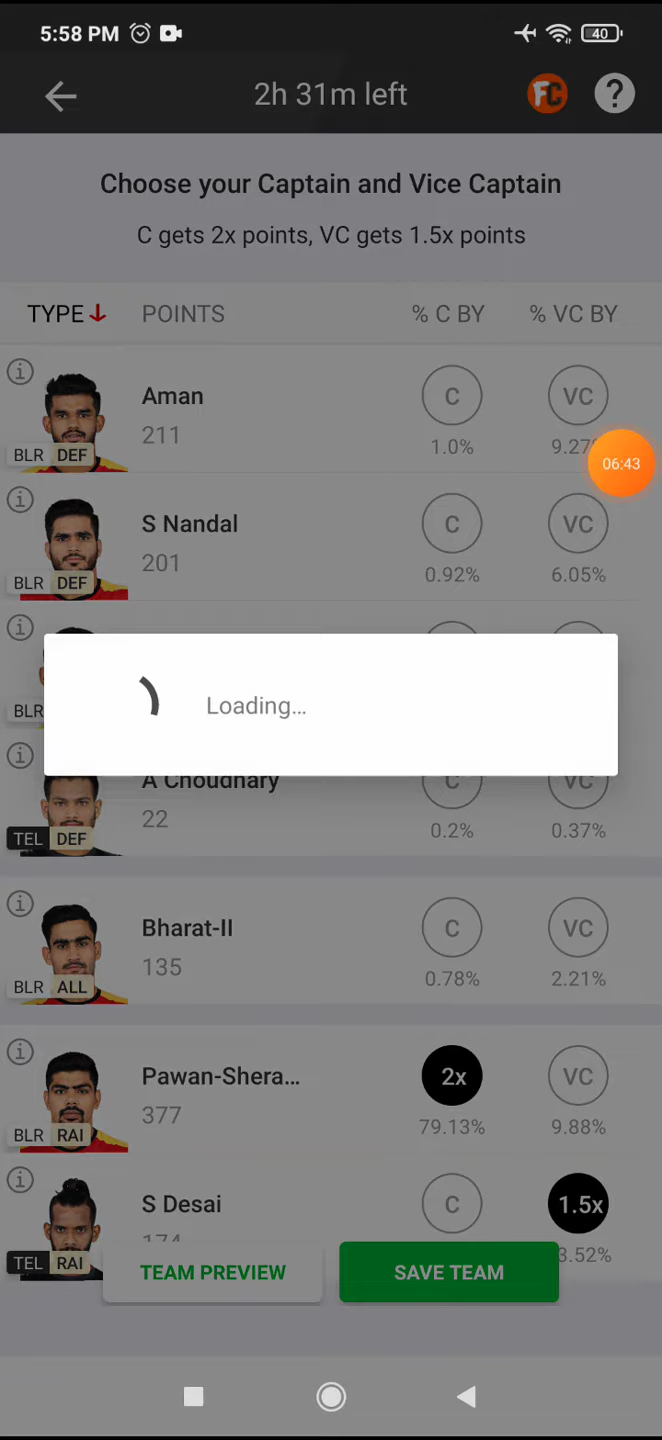 5:58 PM
40
2h 31m left
FC
?
Choose your Captain and Vice Captain
C gets 2x points, VC gets 1.5x points
TYPE POINTS % C BY % VC BY
Aman
211
C
VC
1.0%
BLR DEF
06:43
S Nandal
201
C
VC
0.92%
6.05%
BLR DEF
BLR
Loading...
A Choudhary
22
C
VC
0.2%
0.37%
TEL DEF
Bharat-II
135
C
VC
0.78%
2.21%
BLR ALL
Pawan-Shera...
377
2x
VC
79.13%
9.88%
BLR RAI
S Desai
174
C
1.5x
TEL RAI
TEAM PREVIEW
SAVE TEAM